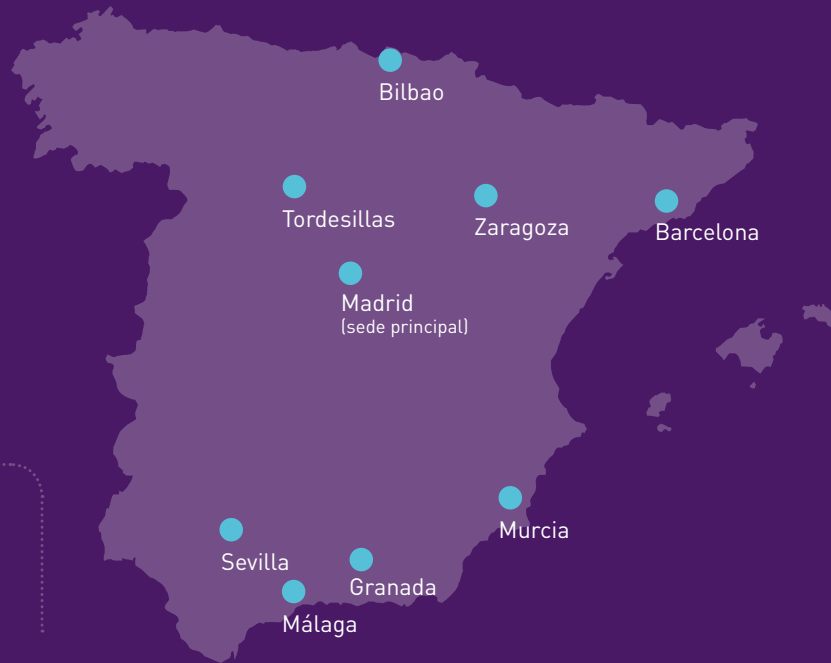 Bilbao
Tordesillas
Zaragoza
Barcelona
Madrid
(sede principal)
Murcia
Sevilla
Granada
Málaga